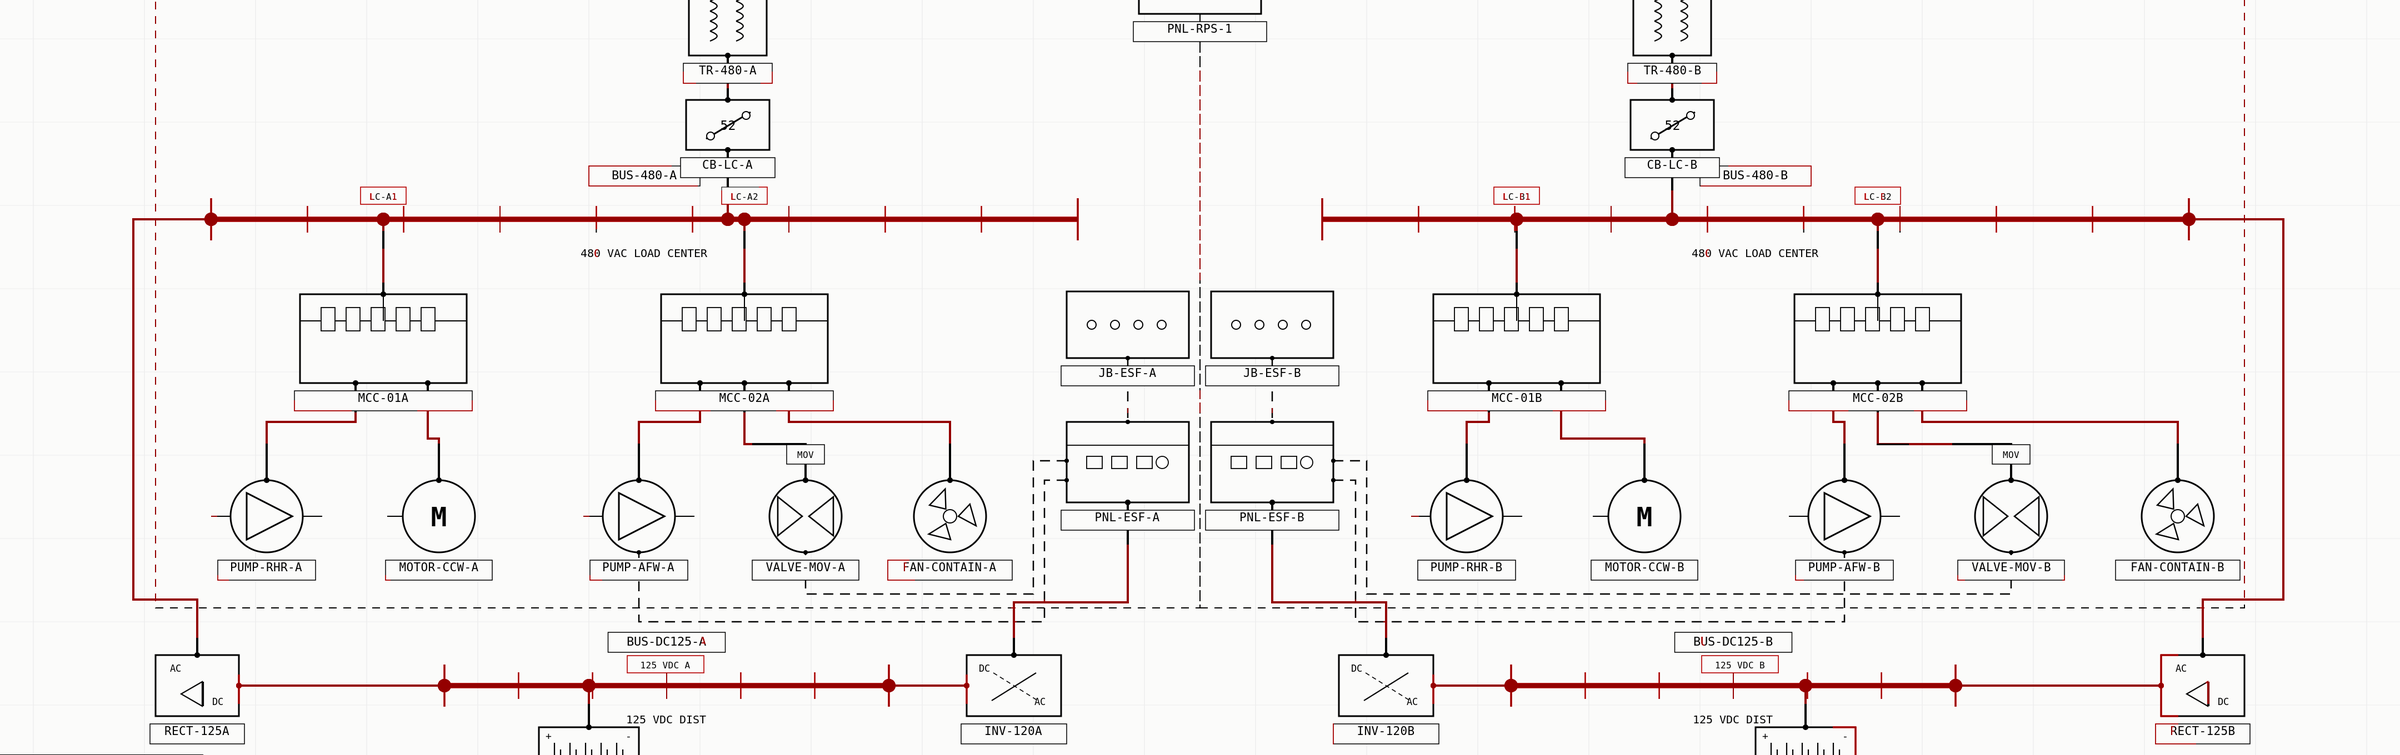 PNL-RPS-1
TR-480-A
TR-480-B
52
52
CB-LC-A
CB-LC-B
BUS-480-A
BUS-480-B
LC-A1
LC-A2
LC-B1
LC-B2
480 VAC LOAD CENTER
480 VAC LOAD CENTER
JB-ESF-A
JB-ESF-B
MCC-01A
MCC-02A
MCC-01B
MCC-02B
MOV
MOV
M
M
PNL-ESF-A
PNL-ESF-B
PUMP-RHR-A
MOTOR-CCW-A
PUMP-AFW-A
VALVE-MOV-A
FAN-CONTAIN-A
PUMP-RHR-B
MOTOR-CCW-B
PUMP-AFW-B
VALVE-MOV-B
FAN-CONTAIN-B
BUS-DC125-A
BUS-DC125-B
125 VDC A
125 VDC B
AC
DC
DC
AC
DC
AC
AC
DC
125 VDC DIST
125 VDC DIST
RECT-125A
INV-120A
INV-120B
RECT-125B
+ -
+ -